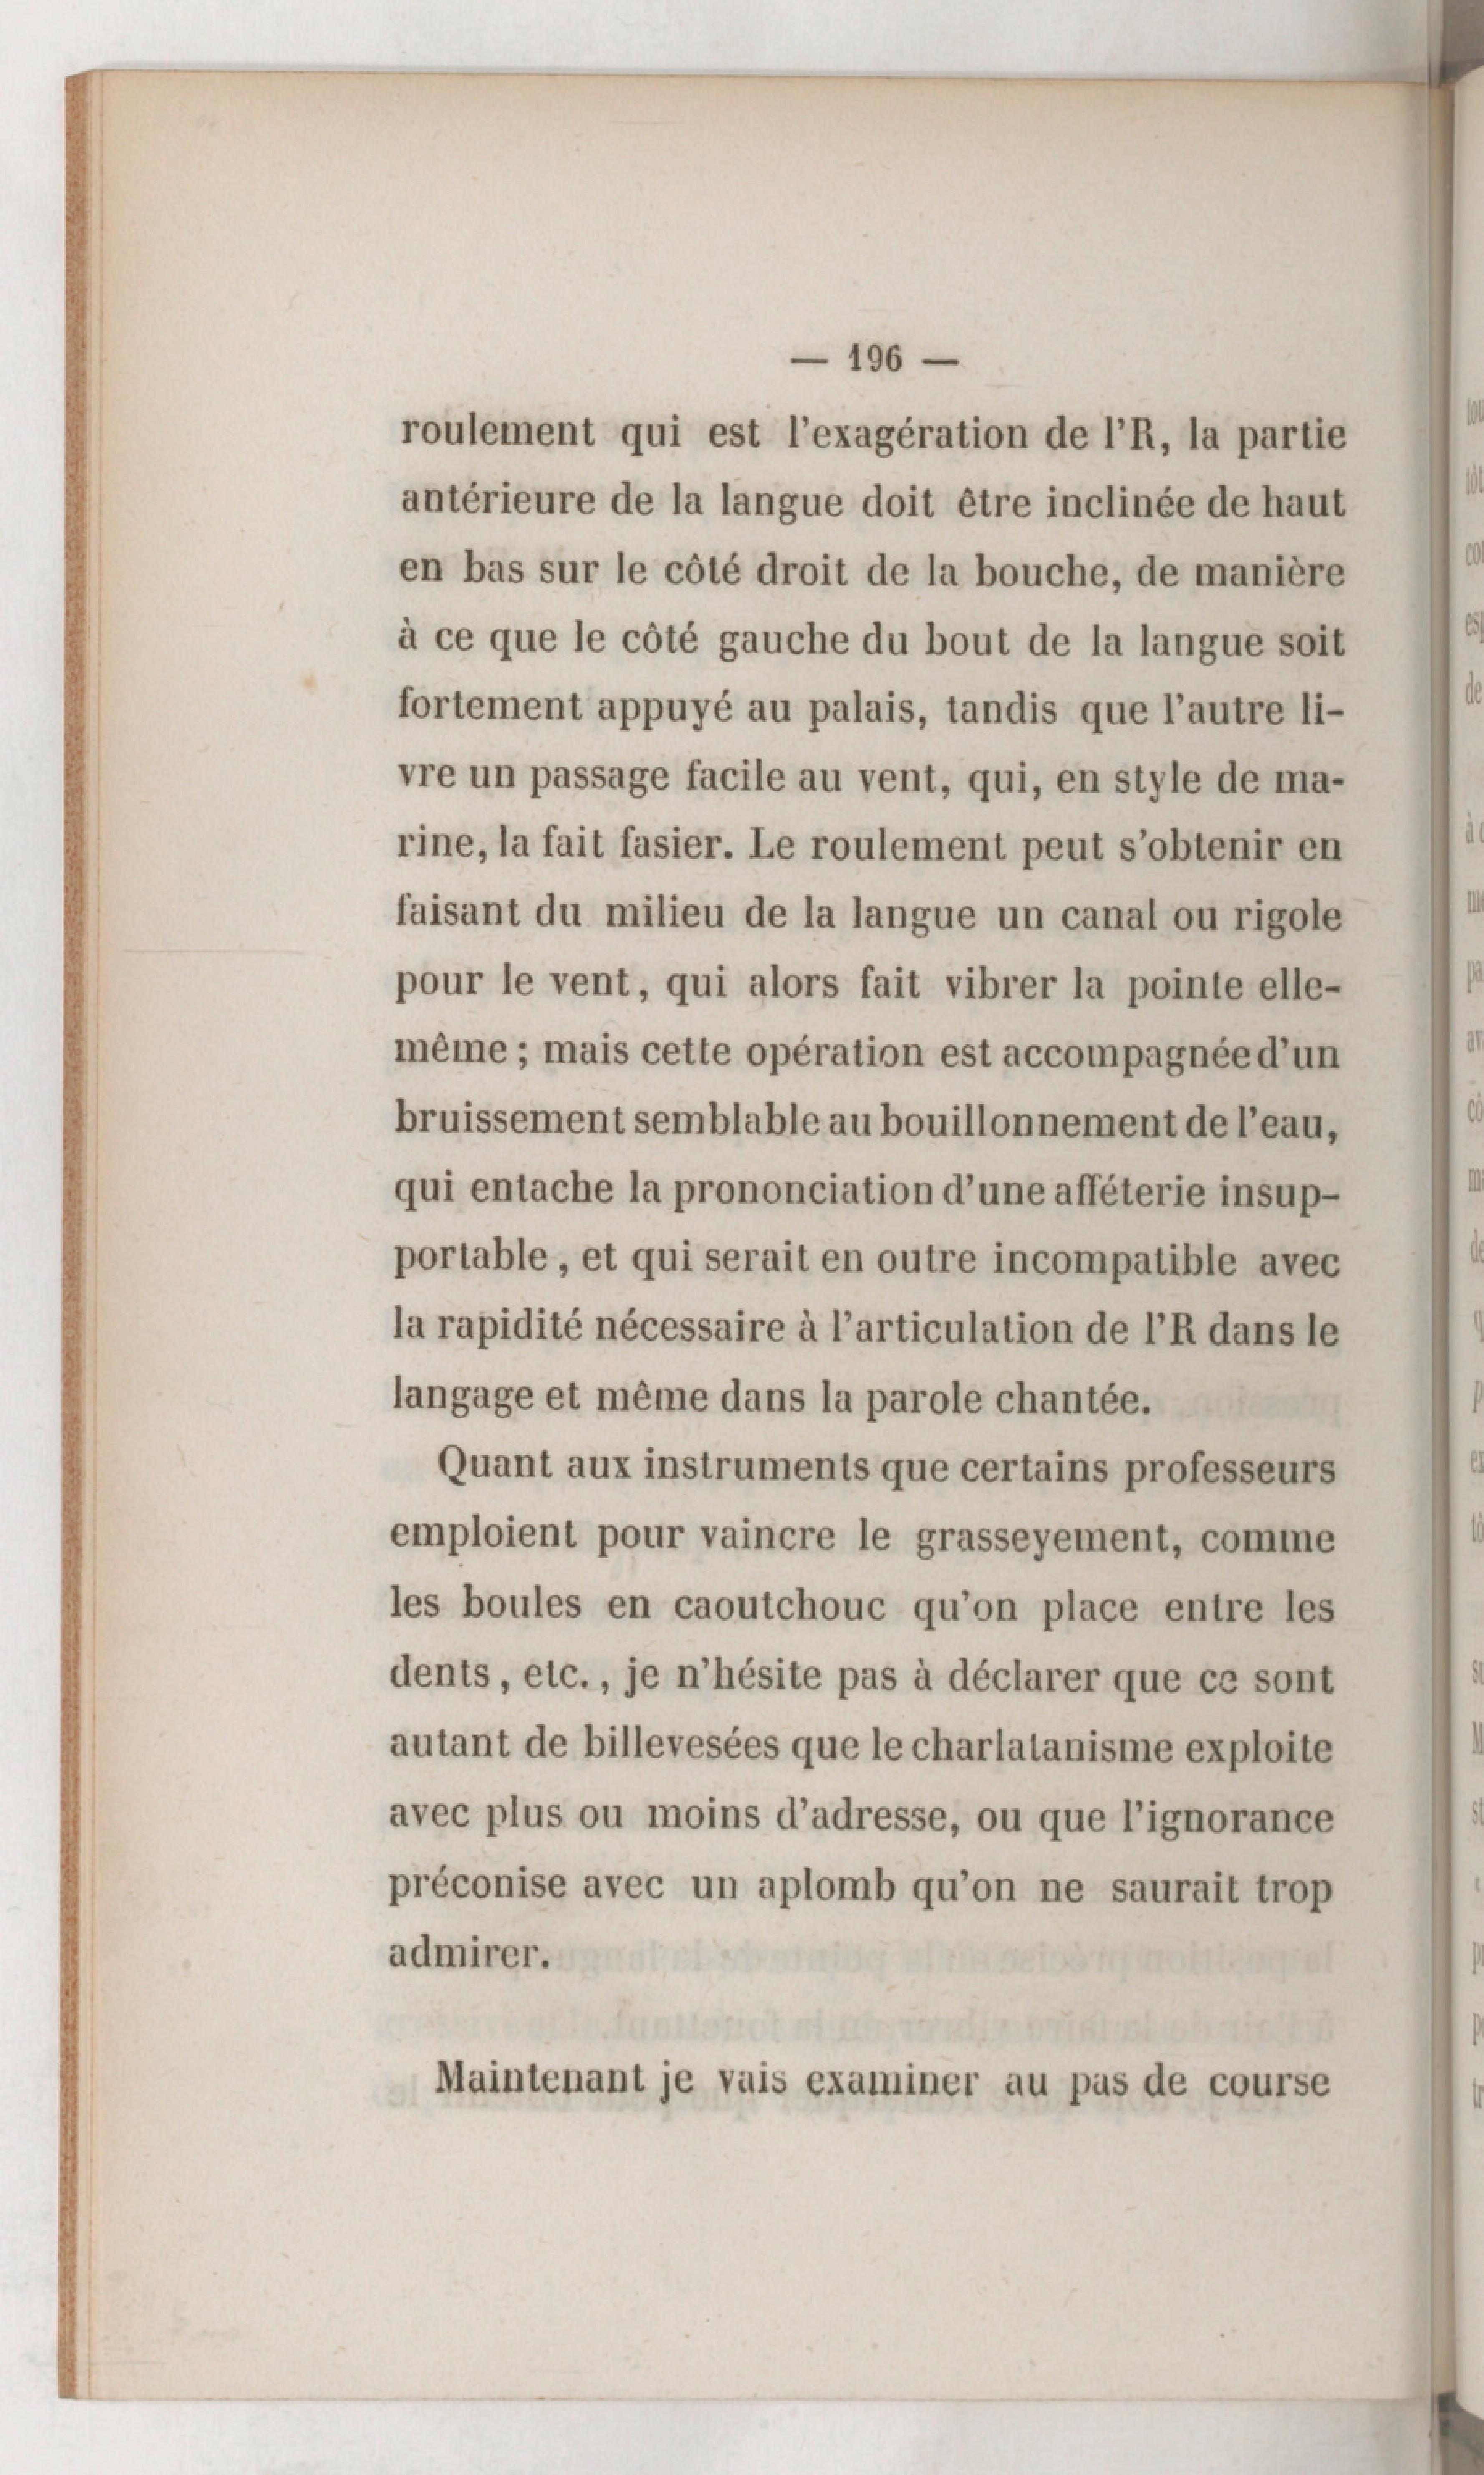 — 196 —
roulement qui est l'exagération de l'R, la partie
antérieure de la langue doit être inclinée de haut
en bas sur le côté droit de la bouche, de manière
à ce que le côté gauche du bout de la langue soit
fortement appuyé au palais, tandis que l'autre li-
vre un passage facile au vent, qui, en style de ma-
rine, la fait fasier. Le roulement peut s'obtenir en
faisant du milieu de la langue un canal ou rigole
pour le vent, qui alors fait vibrer la pointe elle-
même ; mais cette opération est accompagnée d'un
bruissement semblable au bouillonnement de l'eau,
qui entache la prononciation d'une afféterie insup-
portable, et qui serait en outre incompatible avec
la rapidité nécessaire à l'articulation de l'R dans le
langage et même dans la parole chantée.
Quant aux instruments que certains professeurs
emploient pour vaincre le grasseyement, comme
les boules en caoutchouc qu'on place entre les
dents, etc., je n'hésite pas à déclarer que ce sont
autant de billevesées que le charlatanisme exploite
avec plus ou moins d'adresse, ou que l'ignorance
préconise avec un aplomb qu'on ne saurait trop
admirer.
Maintenant je vais examiner au pas de course